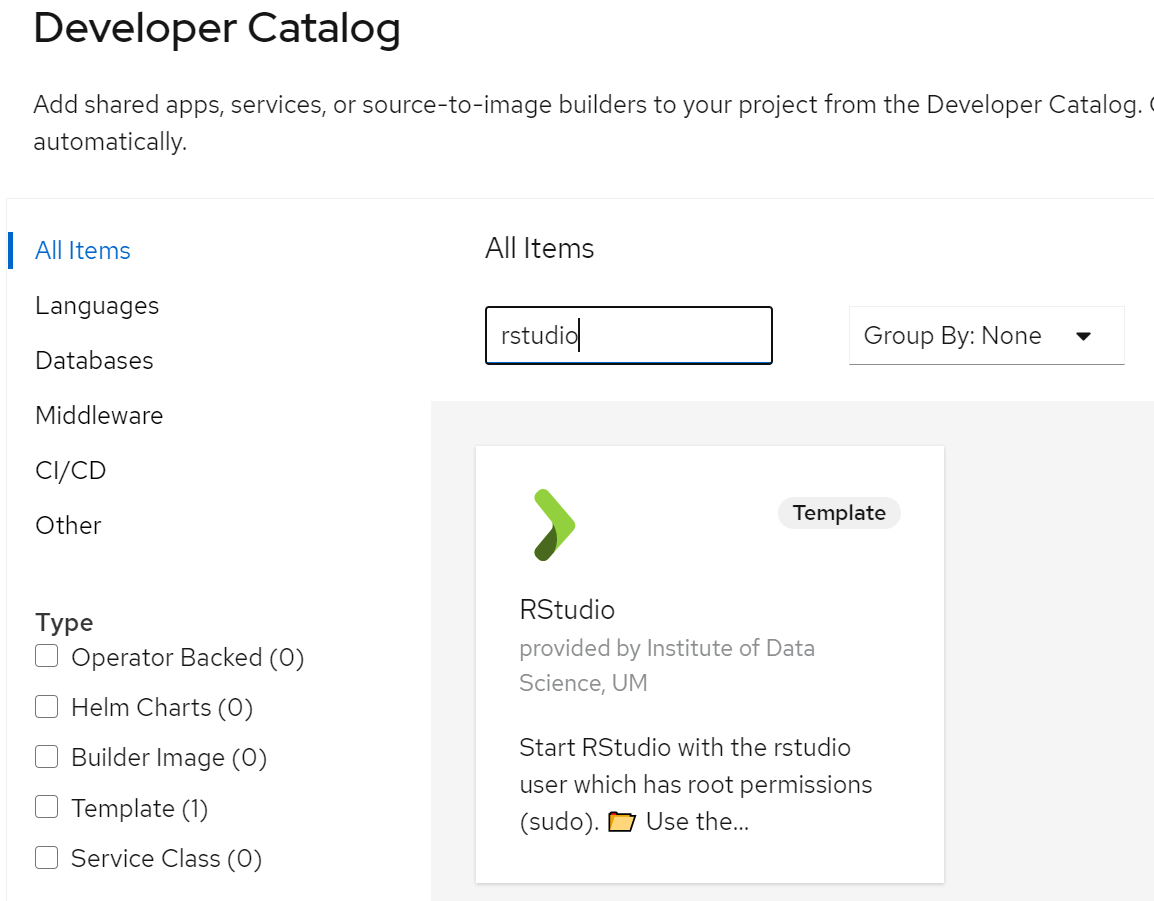 Developer Catalog
Add shared apps, services, or source-to-image builders to your project from the Developer Catalog.
automatically.
All Items
Languages
Databases
Middleware
CI/CD
Other
Type
Operator Backed (0)
Helm Charts (0)
Builder Image (0)
Template (1)
Service Class (0)
All Items
rstudio
Group By: None
Template
RStudio
provided by Institute of Data
Science, UM
Start RStudio with the rstudio
user which has root permissions
(sudo). 📂 Use the...